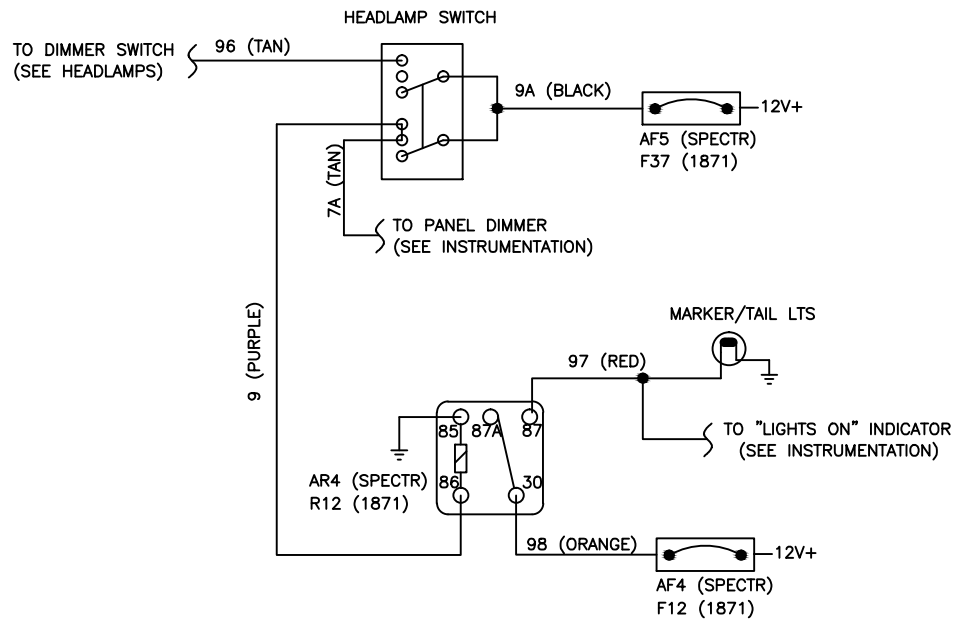 HEADLAMP SWITCH
TO DIMMER SWITCH
(SEE HEADLAMPS)
96 (TAN)
9A (BLACK)
12V+
AF5 (SPECTR)
F37 (1871)
7A (TAN)
TO PANEL DIMMER
(SEE INSTRUMENTATION)
9 (PURPLE)
MARKER/TAIL LTS
97 (RED)
85
87A
87
TO "LIGHTS ON" INDICATOR
(SEE INSTRUMENTATION)
AR4 (SPECTR)
R12 (1871)
86
30
98 (ORANGE)
12V+
AF4 (SPECTR)
F12 (1871)